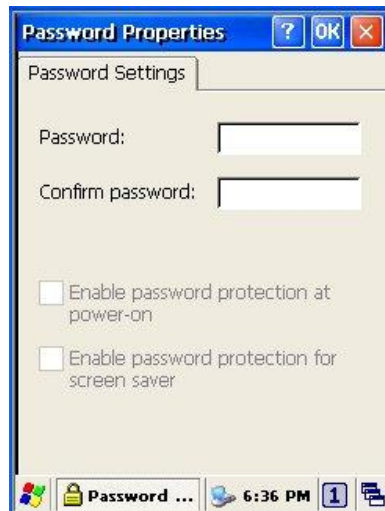 Password Properties ? OK ×
Password Settings
Password:
Confirm password:
Enable password protection at
power-on
Enable password protection for
screen saver
Password ... 6:36 PM 1